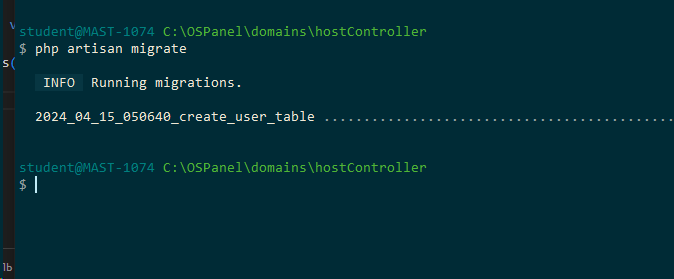 v
student@MAST-1074 C:\OSPanel\domains\hostController
$ php artisan migrate
s(
INFO Running migrations.
2024_04_15_050640_create_user_table ............................................
student@MAST-1074 C:\OSPanel\domains\hostController
$
lb